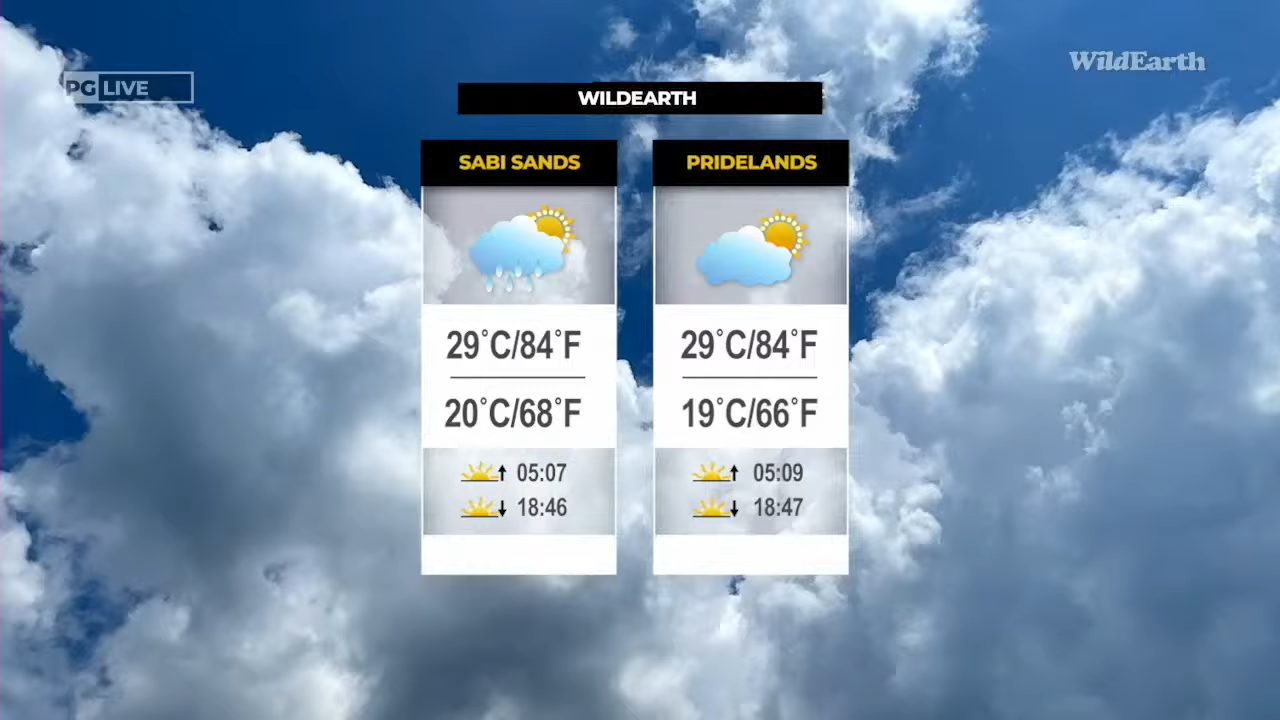 PG LIVE
WildEarth
WILDEARTH
SABI SANDS
29°C/84°F
20°C/68°F
05:07
18:46
PRIDELANDS
29°C/84°F
19°C/66°F
05:09
18:47